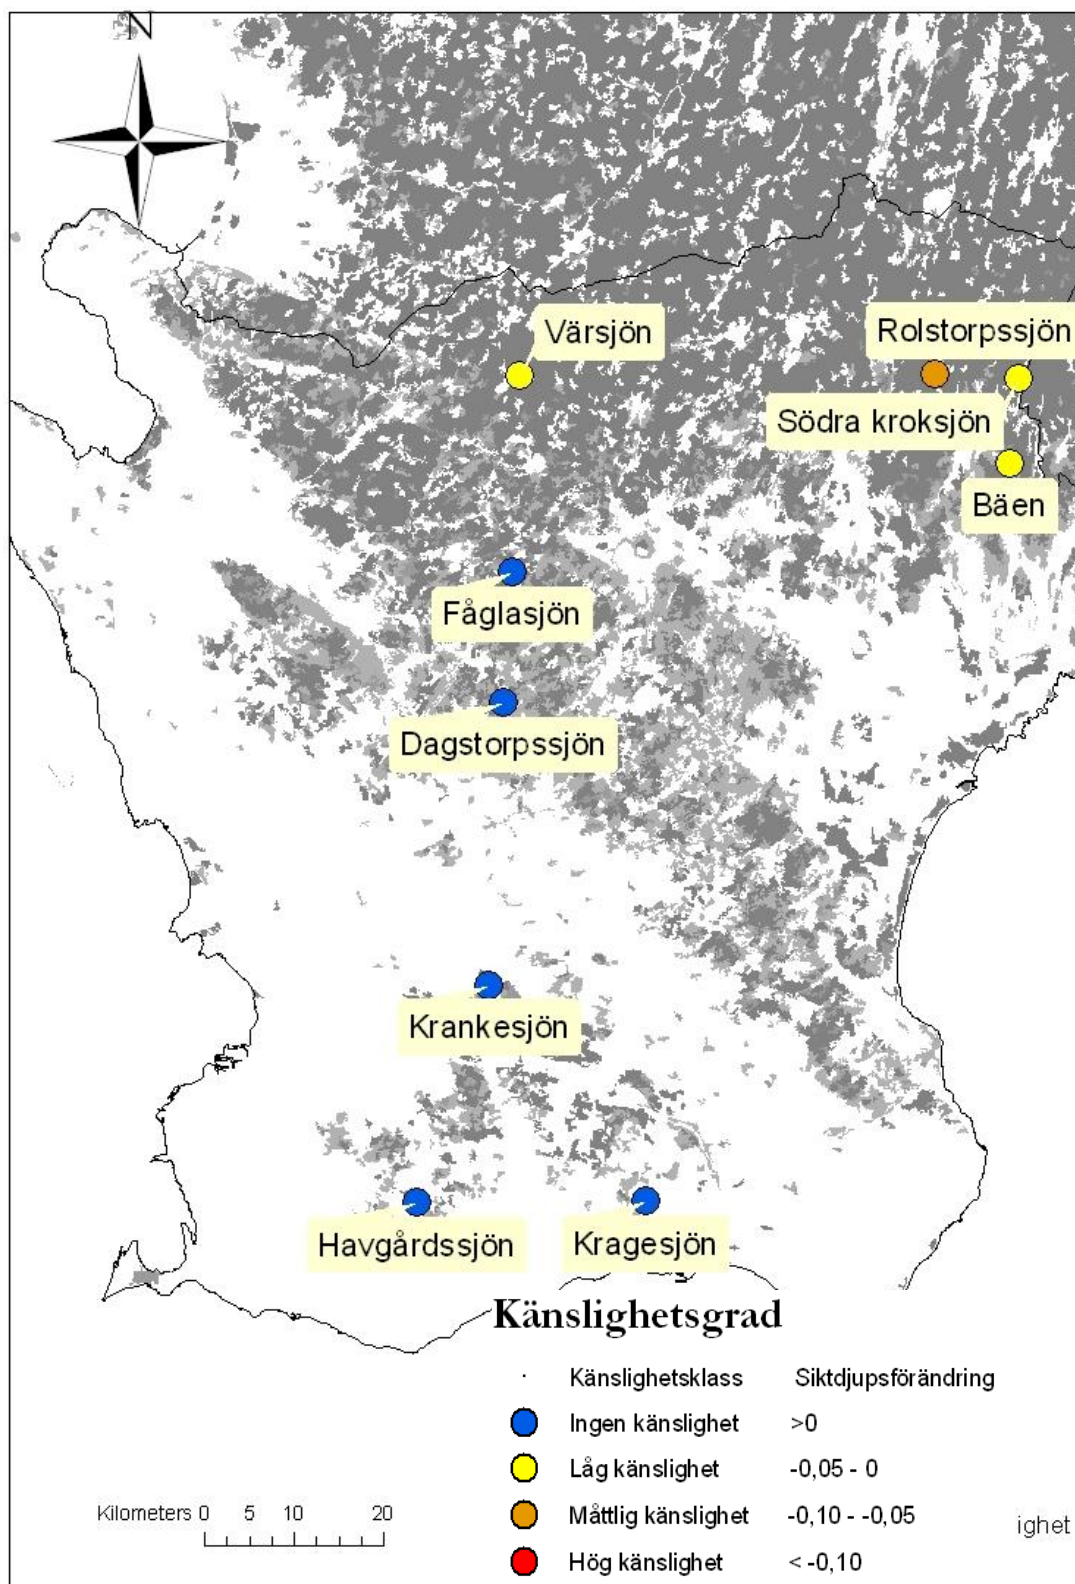 N
Värsjön
Rolstorpssjön
Södra kroksjön
Bäen
Fåglasjön
Dagstorpssjön
Krankesjön
Havgårdssjön
Kragesjön
Känslighetsgrad
Känslighetsklass Siktdjupsförändring
Ingen känslighet >0
Låg känslighet -0,05 - 0
Måttlig känslighet -0,10 - -0,05
Hög känslighet < -0,10
Kilometers 0 5 10 20
ighet